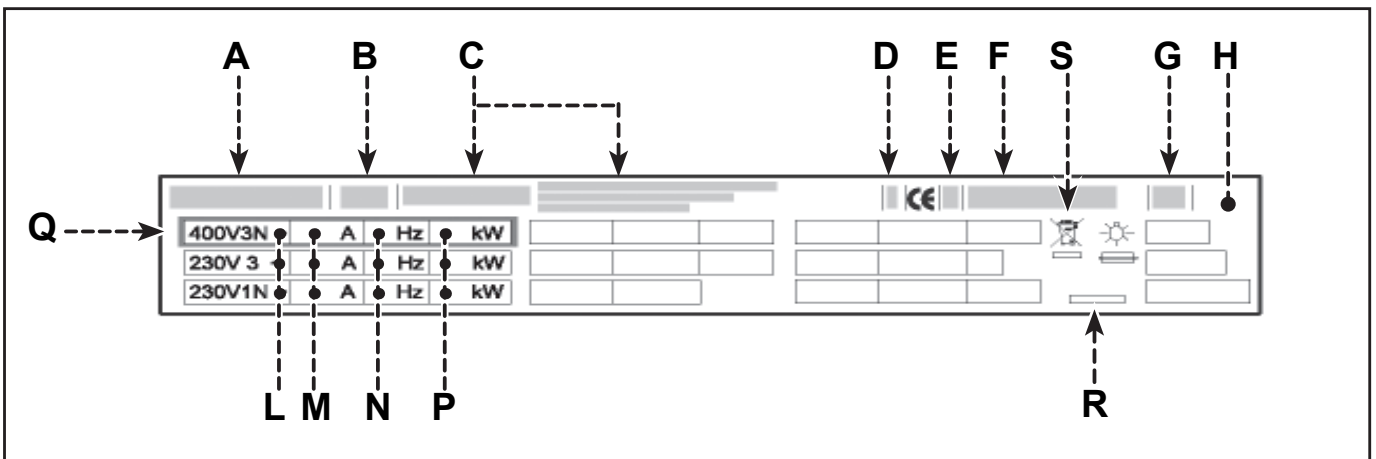 A B C D E F S G H
CE
Q
400V3N A Hz kW
230V 3 A Hz kW
230V1N A Hz kW
L M N P R